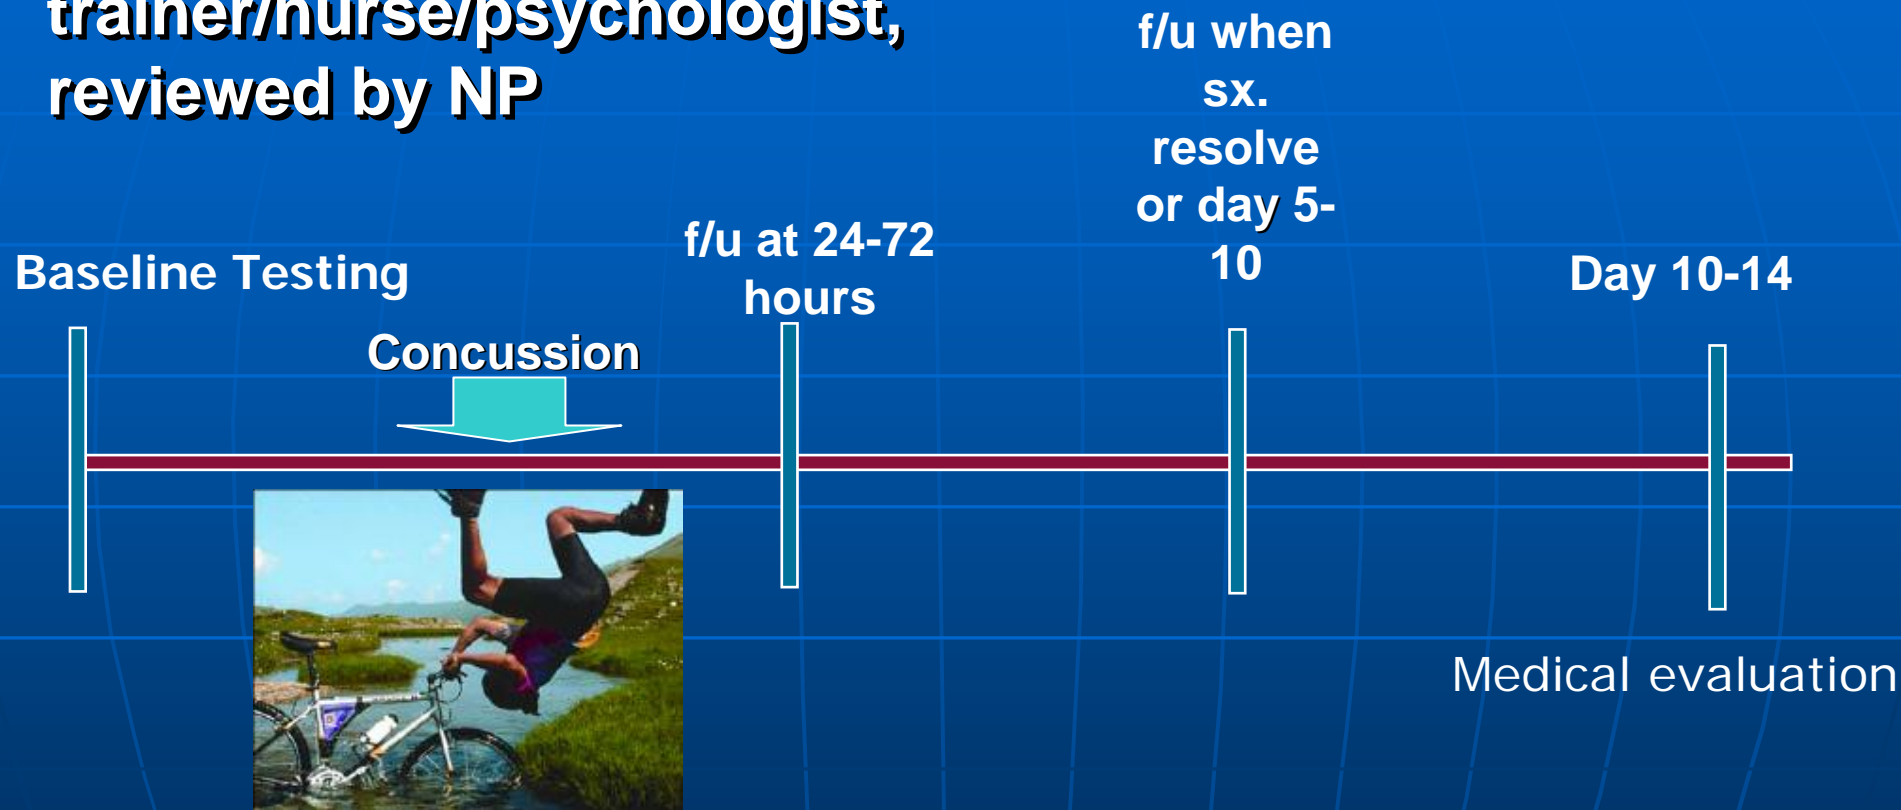 trainer/nurse/psychologist,
reviewed by NP
f/u when
sx.
resolve
or day 5-
10
f/u at 24-72
hours
Baseline Testing
Day 10-14
Concussion
Medical evaluation